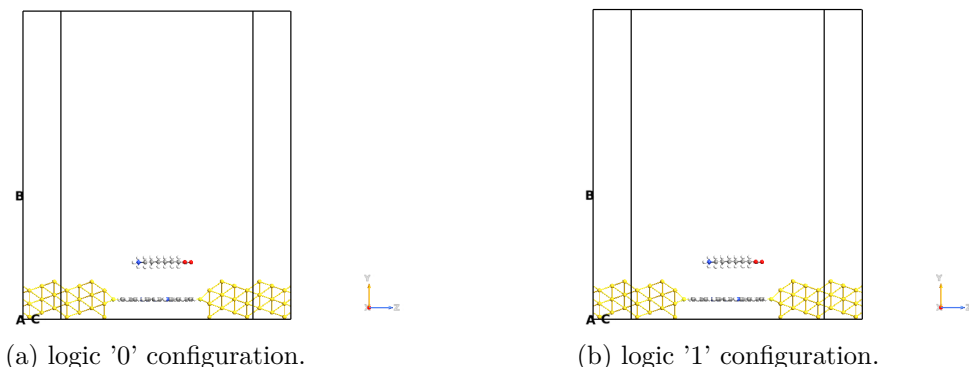 B
B
Y
Y
X
Z
X
Z
A C
A C
(a) logic '0' configuration.
(b) logic '1' configuration.